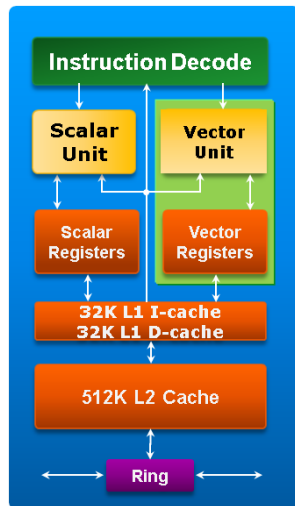 Instruction Decode
Scalar
Unit
Vector
Unit
Scalar
Registers
Vector
Registers
32K L1 I-cache
32K L1 D-cache
512K L2 Cache
Ring